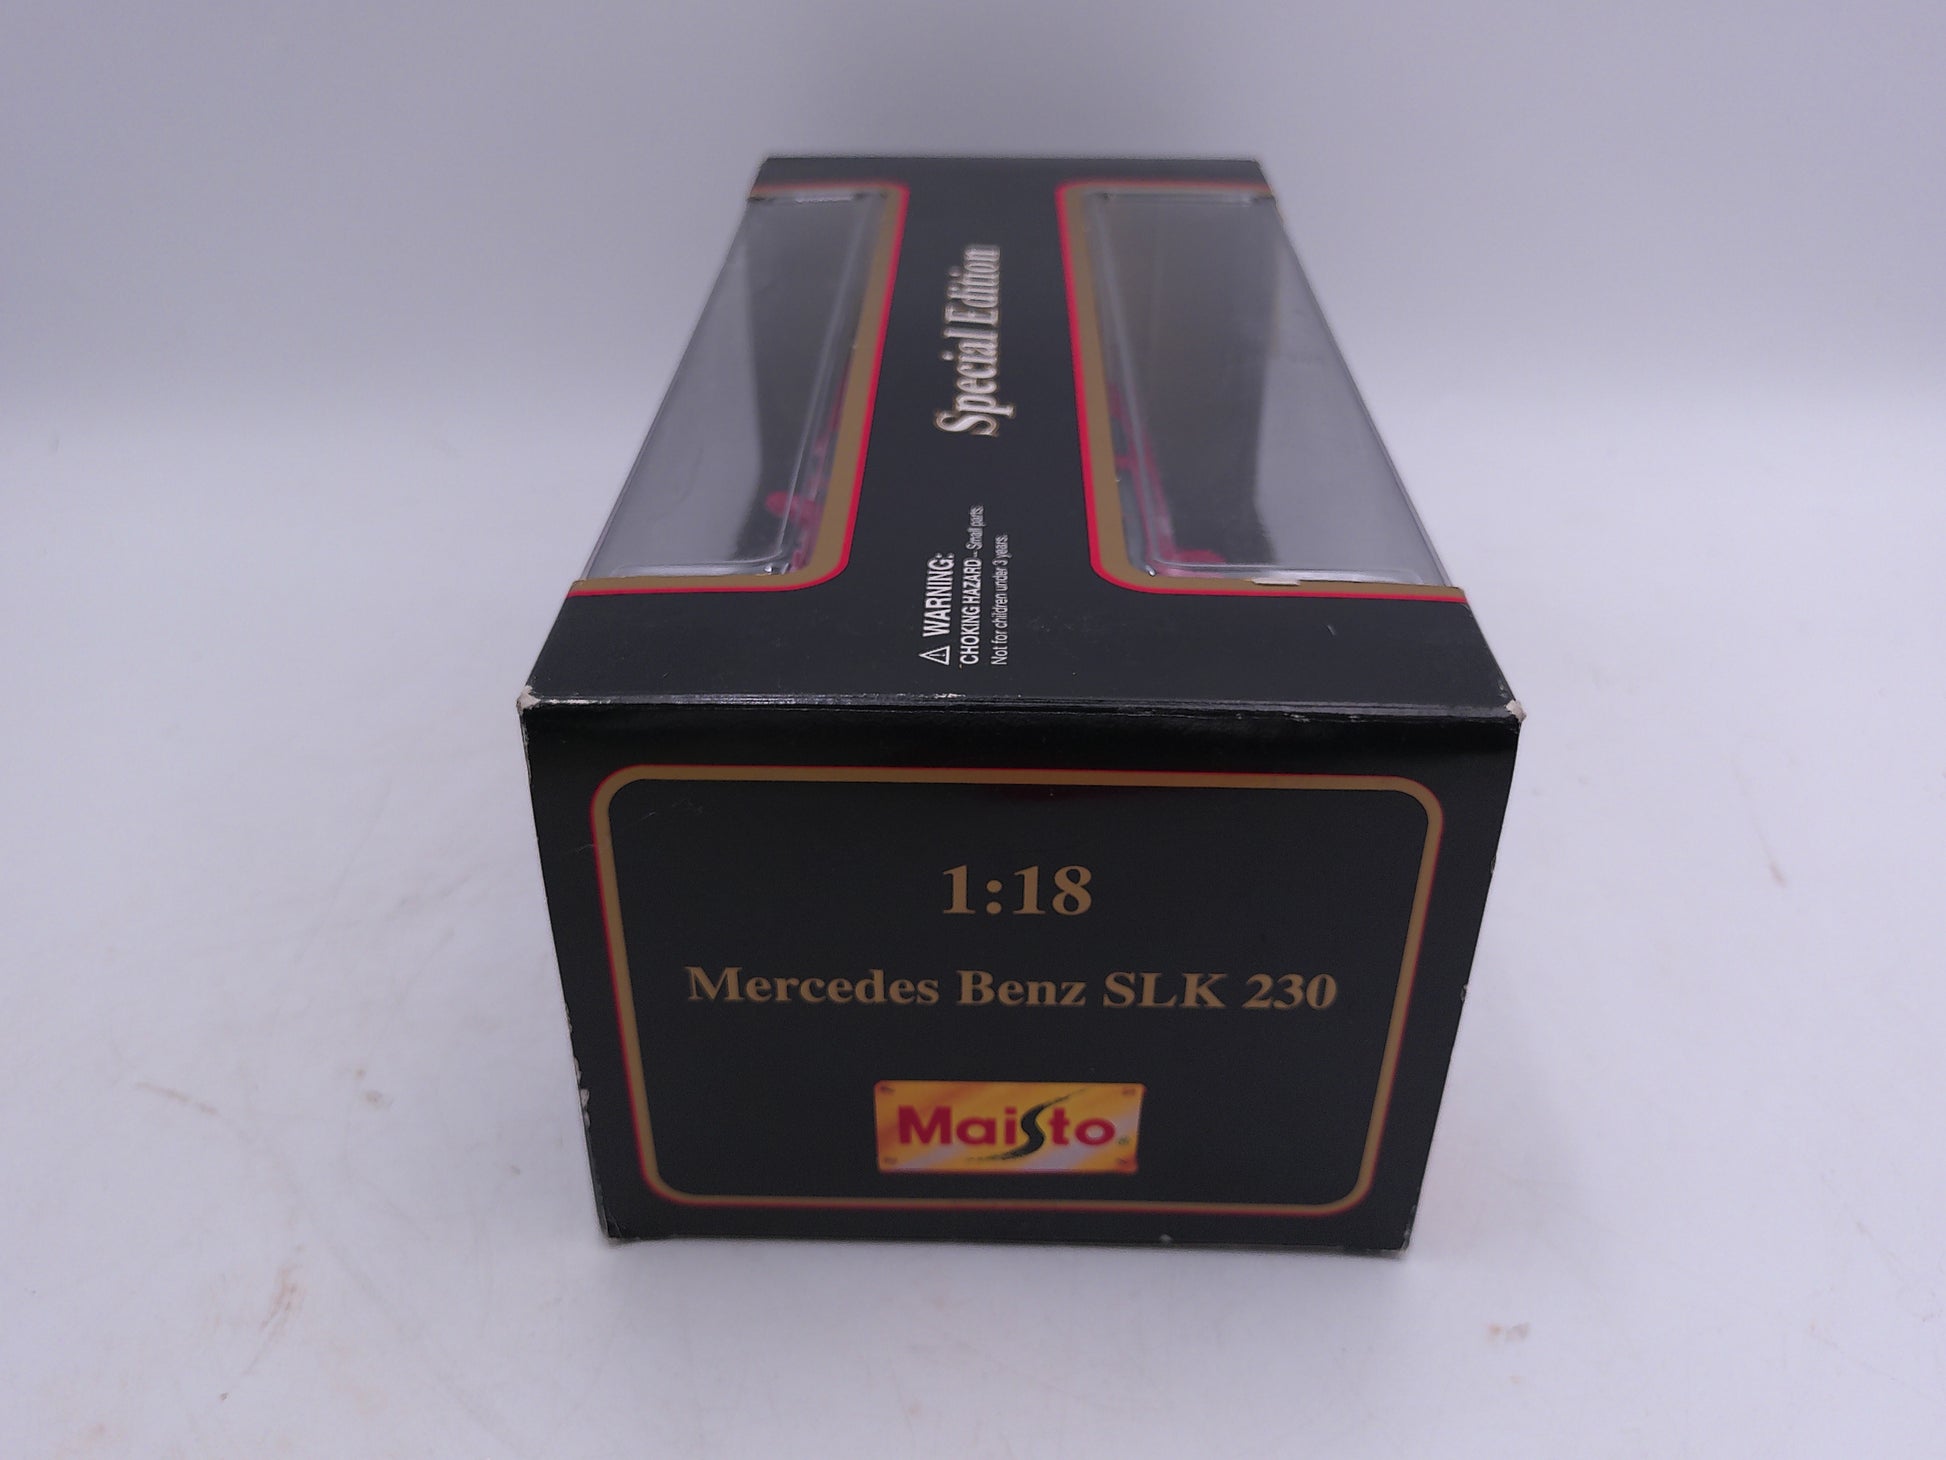 Special Edition
⚠ WARNING:
CHOKING HAZARD -- Small parts.
Not for children under 3 years.
1:18
Mercedes Benz SLK 230
Maisto®